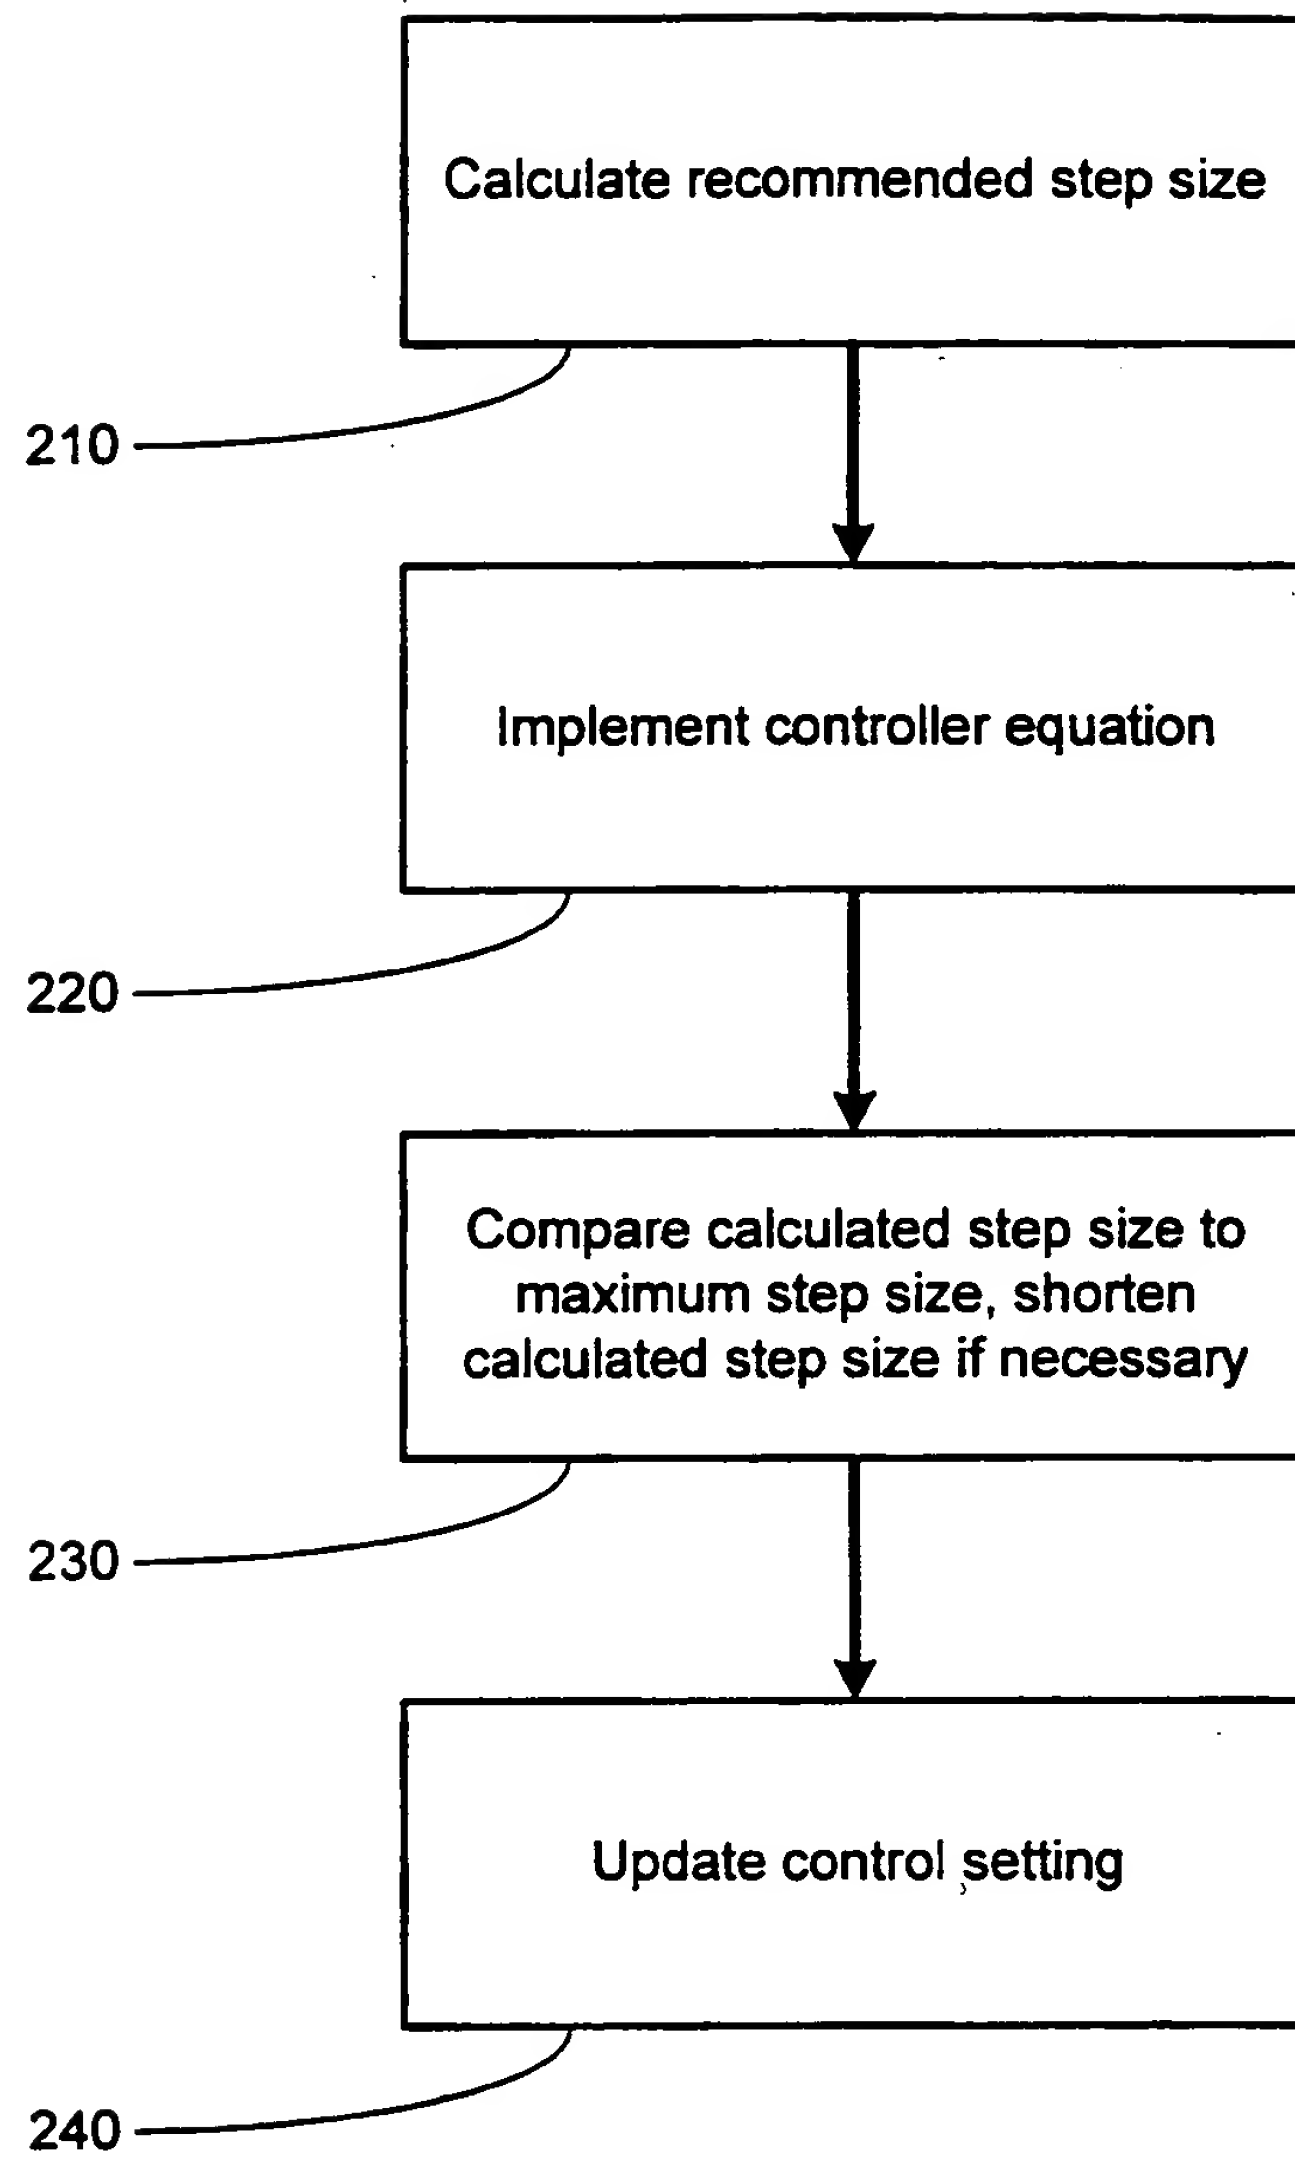 Calculate recommended step size
210
Implement controller equation
220
Compare calculated step size to
maximum step size, shorten
calculated step size if necessary
230
Update control setting
240